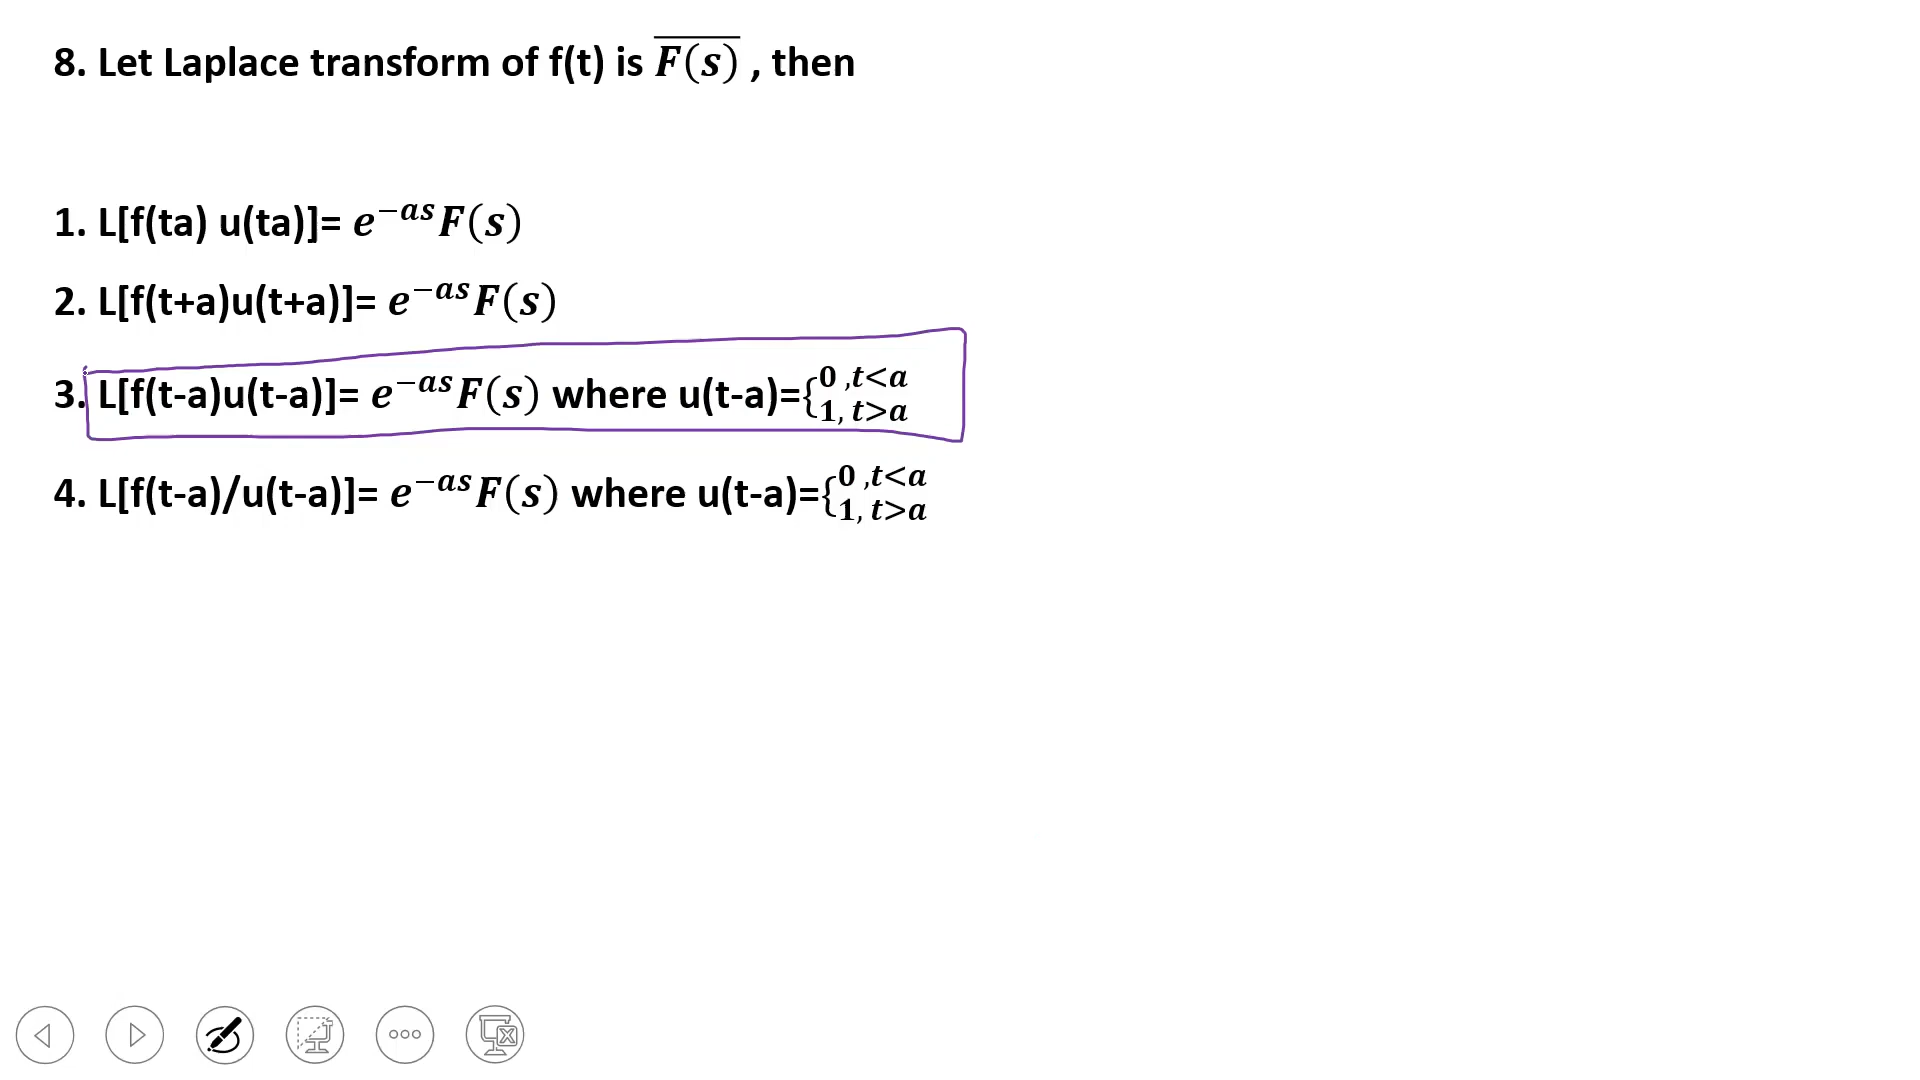 8. Let Laplace transform of f(t) is $\overline{F(s)}$ , then
1. L[f(ta) u(ta)]= $e^{-as}F(s)$
2. L[f(t+a)u(t+a)]= $e^{-as}F(s)$
3. L[f(t-a)u(t-a)]= $e^{-as}F(s)$ where u(t-a)=$\{^{0 ,t<a}_{1, t>a}$
4. L[f(t-a)/u(t-a)]= $e^{-as}F(s)$ where u(t-a)=$\{^{0 ,t<a}_{1, t>a}$